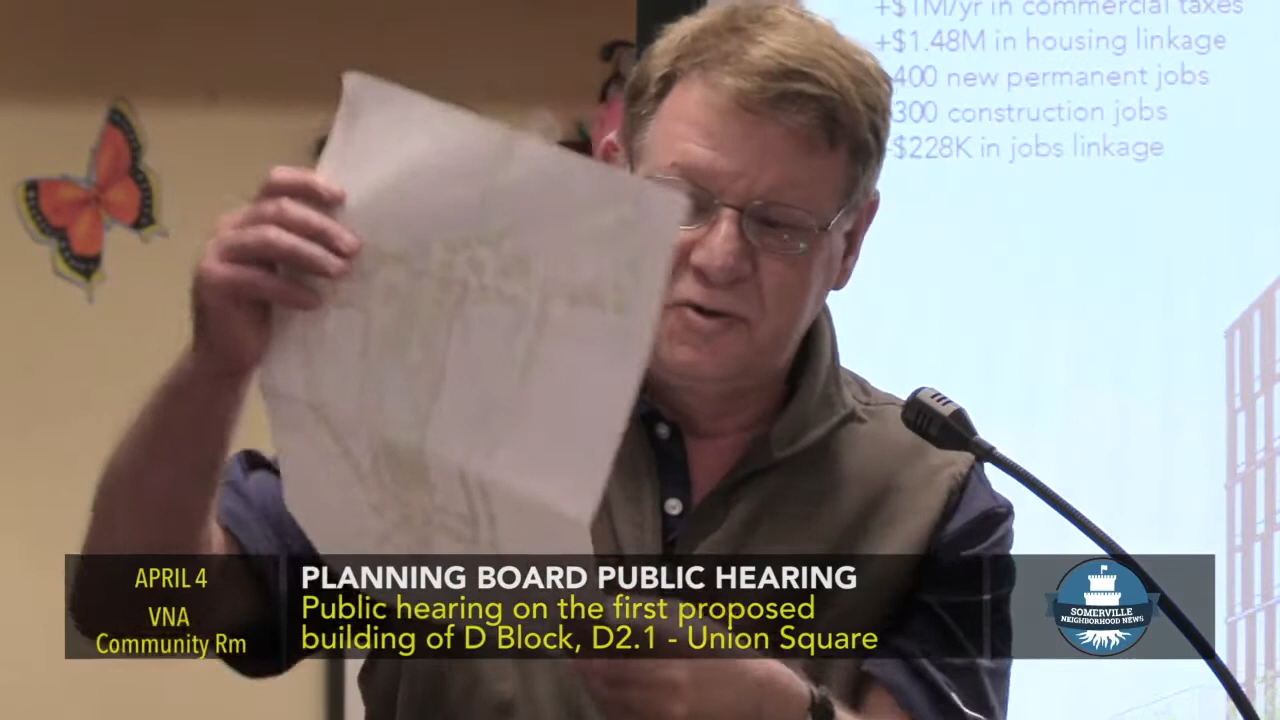 +$1M/yr in commercial taxes
+$1.48M in housing linkage
400 new permanent jobs
300 construction jobs
$228K in jobs linkage
APRIL 4
VNA
Community Rm
PLANNING BOARD PUBLIC HEARING
Public hearing on the first proposed
building of D Block, D2.1 - Union Square
SOMERVILLE
NEIGHBORHOOD NEWS